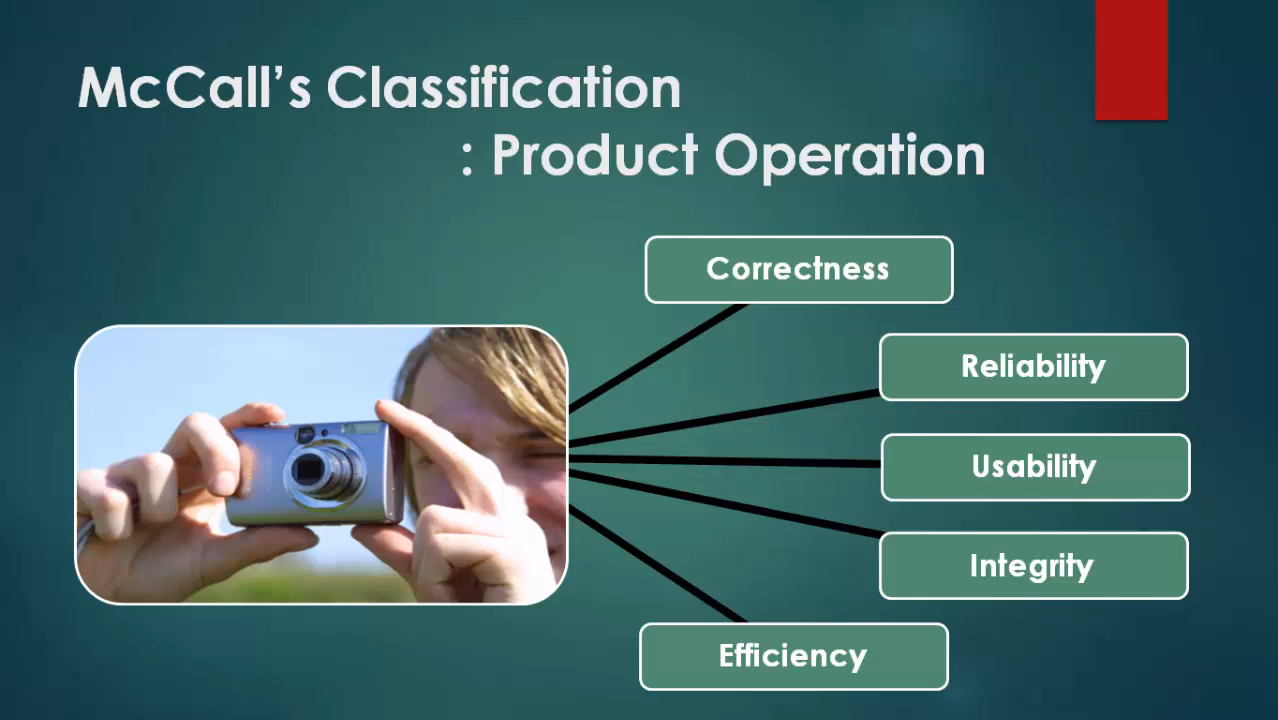 McCall's Classification
: Product Operation
Correctness
Reliability
Usability
Integrity
Efficiency